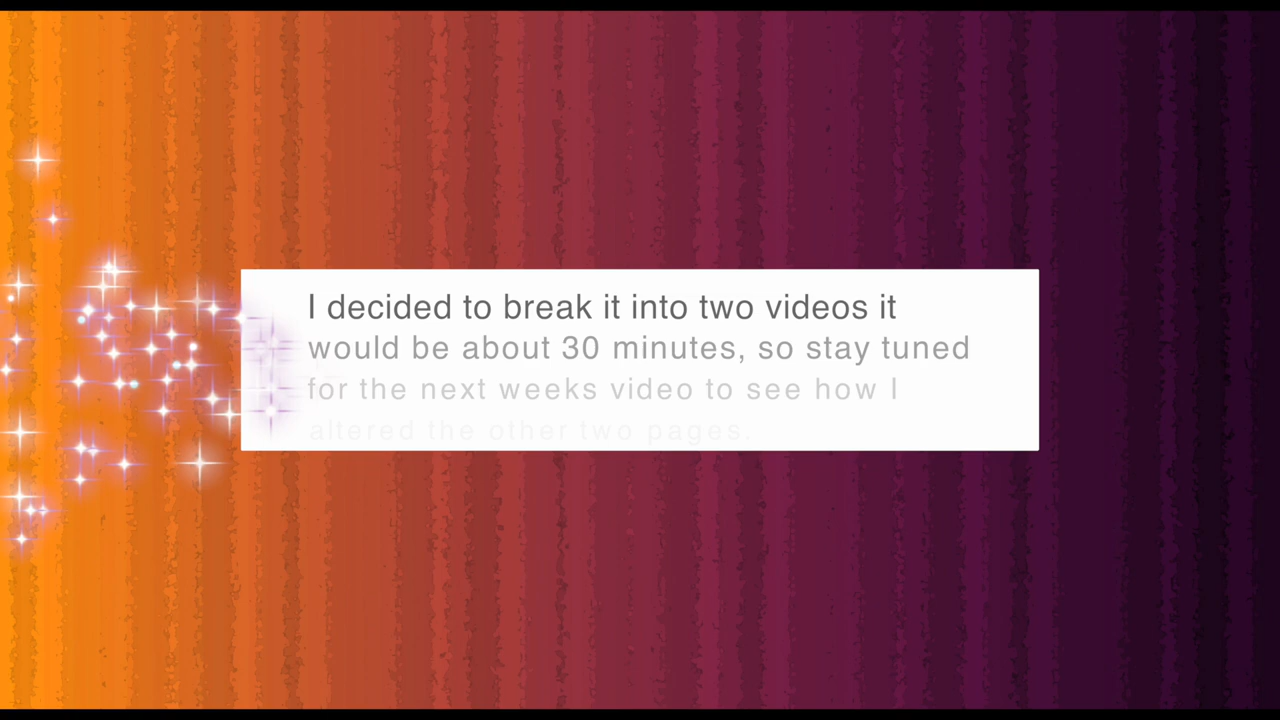 I decided to break it into two videos it
would be about 30 minutes, so stay tuned
for the next weeks video to see how I
altered the other two pages.